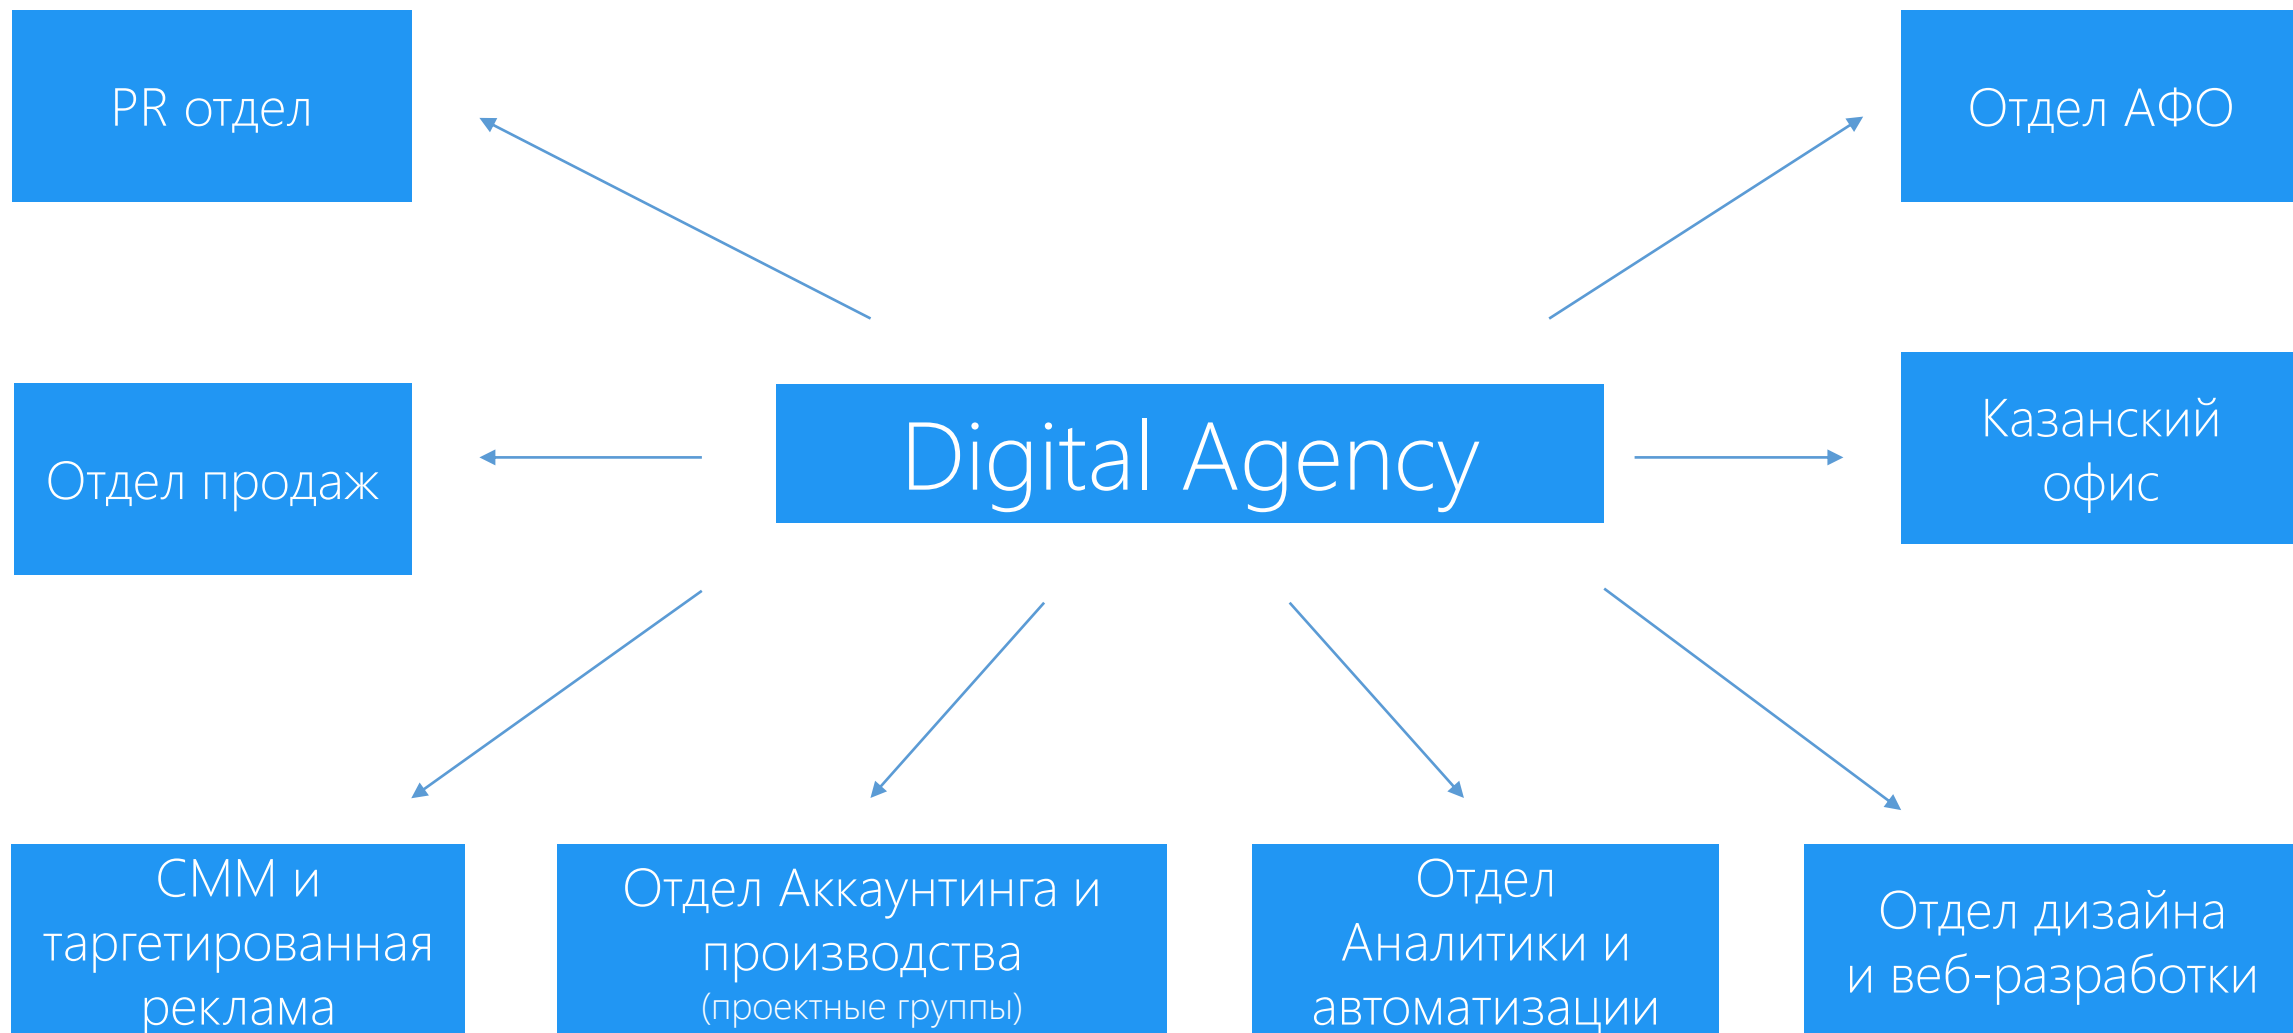 PR отдел
Отдел АФО
Digital Agency
Казанский
офис
Отдел продаж
СММ и
таргетированная
реклама
Отдел Аккаунтинга и
производства
(проектные группы)
Отдел
Аналитики и
автоматизации
Отдел дизайна
и веб-разработки